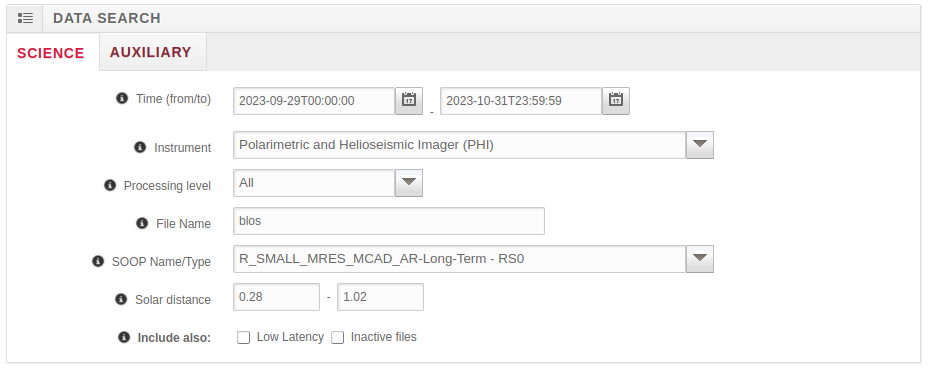 DATA SEARCH
SCIENCE AUXILIARY
Time (from/to) 2023-09-29T00:00:00 17 - 2023-10-31T23:59:59 17
Instrument Polarimetric and Helioseismic Imager (PHI)
Processing level All
File Name blos
SOOP Name/Type R_SMALL_MRES_MCAD_AR-Long-Term - RS0
Solar distance 0.28 - 1.02
Include also: Low Latency Inactive files